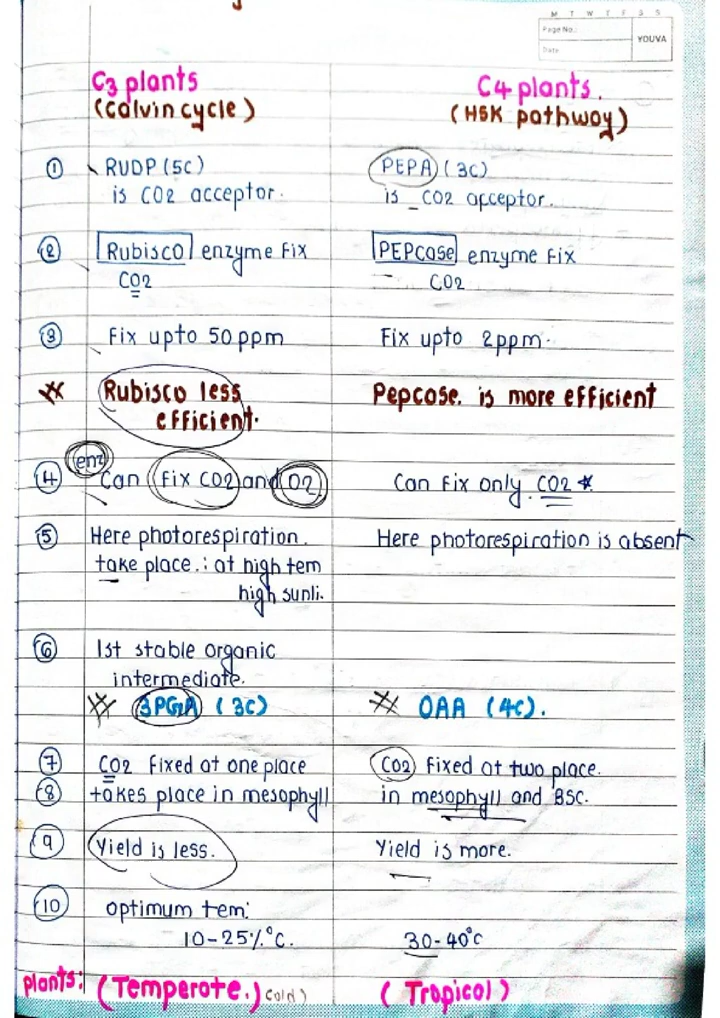 M T W T F S S
Page No.:
YOUVA
Date
C3 plants
(Calvin cycle)
C4 plants.
(HSK pathway)
① RUDP (5C)
is CO2 acceptor.
PEPA (3C)
is CO2 acceptor.
② Rubisco enzyme Fix
CO2
PEPcase enzyme Fix
CO2
③ Fix upto 50 ppm
Fix upto 2ppm.
Rubisco less
efficient.
Pepcase. is more efficient
enz
④ Can fix CO2 and O2
Can Fix only CO2 *
⑤ Here photorespiration.
take place.: at high tem
high sunli.
Here photorespiration is absent
⑥ 1st stable organic
intermediate.
3PGA (3C)
OAA (4C).
⑦ CO2 Fixed at one place
CO2 Fixed at two place.
⑧ takes place in mesophyll
in mesophyll and BSC.
⑨ Yield is less.
Yield is more.
⑩ optimum tem:
10-25%°C.
30-40°C
Plants: (Temperate.) cold)
(Tropical)